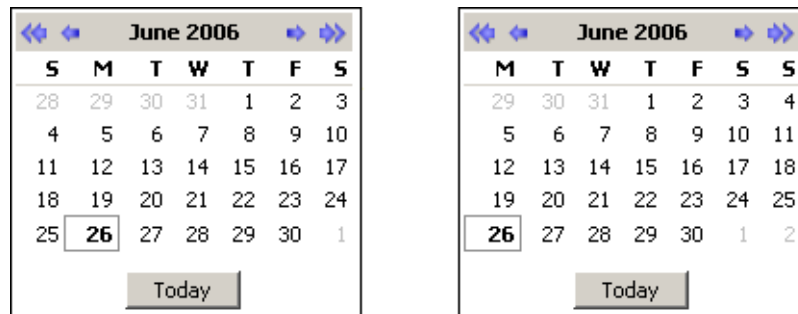 June 2006
S M T W T F S
28 29 30 31 1 2 3
4 5 6 7 8 9 10
11 12 13 14 15 16 17
18 19 20 21 22 23 24
25 26 27 28 29 30 1
Today
June 2006
M T W T F S S
29 30 31 1 2 3 4
5 6 7 8 9 10 11
12 13 14 15 16 17 18
19 20 21 22 23 24 25
26 27 28 29 30 1 2
Today